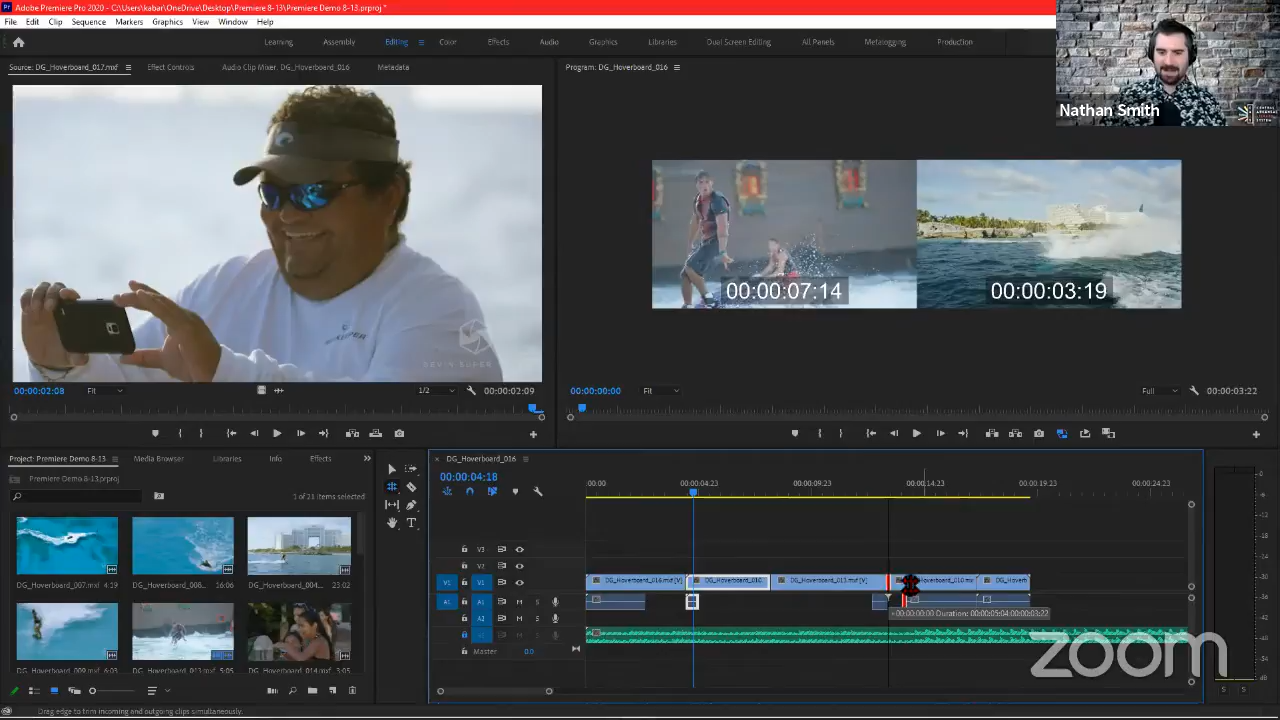 Adobe Premiere Pro 2020 - C:\Users\kabar\OneDrive\Desktop\Premiere 8-13\Premiere Demo 8-13.prproj *
File Edit Clip Sequence Markers Graphics View Window Help
Learning Assembly Editing Color Effects Audio Graphics Libraries Dual Screen Editing All Panels Metalogging Production
Nathan Smith
Source: DG_Hoverboard_017.mxf Effect Controls Audio Clip Mixer: DG_Hoverboard_016 Metadata
Program: DG_Hoverboard_016
00:00:07:14 00:00:03:19
00:00:02:08 Fit 1/2 00:00:02:09
00:00:00:00 Fit Full 00:00:03:22
Project: Premiere Demo 8-13 Media Browser Libraries Info Effects
Premiere Demo 8-13.prproj
1 of 21 items selected
DG_Hoverboard_007.mxf 4:19 DG_Hoverboard_008... 16:06 DG_Hoverboard_004... 23:02
DG_Hoverboard_009.mxf 6:03 DG_Hoverboard_013.mxf 5:05 DG_Hoverboard_014.mxf 3:05
DG_Hoverboard_016
00:00:04:18
:00:00 00:00:04:23 00:00:09:23 00:00:14:23 00:00:19:23 00:00:24:23
V3
V2
V1 V1 DG_Hoverboard_016.mxf [V] DG_Hoverboard_010 DG_Hoverboard_013.mxf [V] DG_Hoverb
A1 A1 M S
A2 M S
Master 0.0
+00:00:00:00 Duration: 00:00:05:04;00:00:03:22
zoom
S S
Drag edge to trim incoming and outgoing clips simultaneously.